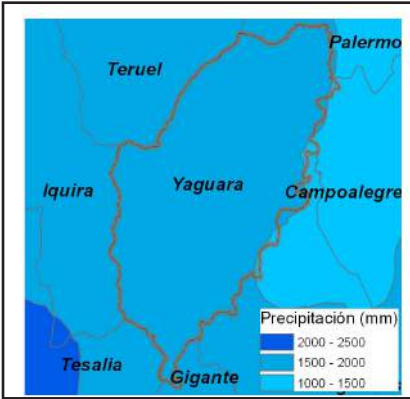 Palermo
Teruel
Iquira
Yaguara
Campoalegre
Precipitación (mm)
2000 - 2500
1500 - 2000
1000 - 1500
Tesalia
Gigante